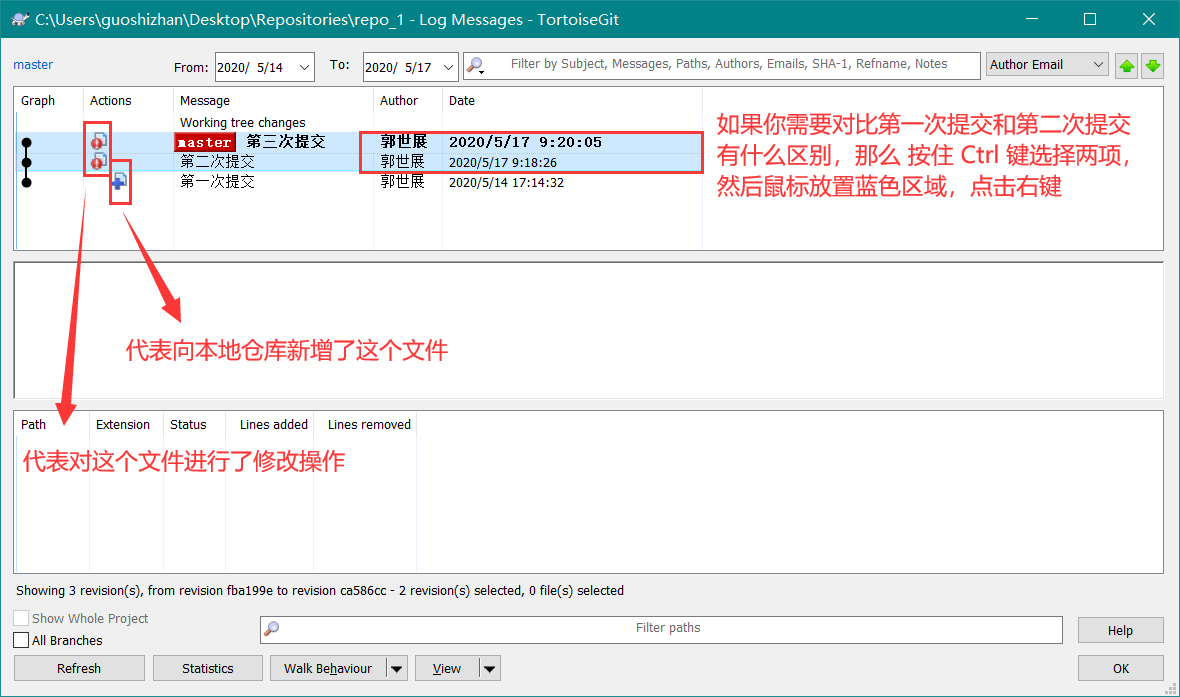 C:\Users\guoshizhan\Desktop\Repositories\repo_1 - Log Messages - TortoiseGit
master From: 2020/ 5/14 To: 2020/ 5/17 Filter by Subject, Messages, Paths, Authors, Emails, SHA-1, Refname, Notes Author Email
Graph Actions Message Author Date
Working tree changes
master 第三次提交 郭世展 2020/5/17 9:20:05
第二次提交 郭世展 2020/5/17 9:18:26
第一次提交 郭世展 2020/5/14 17:14:32
如果你需要对比第一次提交和第二次提交
有什么区别，那么 按住 Ctrl 键选择两项，
然后鼠标放置蓝色区域，点击右键
代表向本地仓库新增了这个文件
Path Extension Status Lines added Lines removed
代表对这个文件进行了修改操作
Showing 3 revision(s), from revision fba199e to revision ca586cc - 2 revision(s) selected, 0 file(s) selected
Show Whole Project
All Branches
Filter paths
Help
Refresh Statistics Walk Behaviour View OK